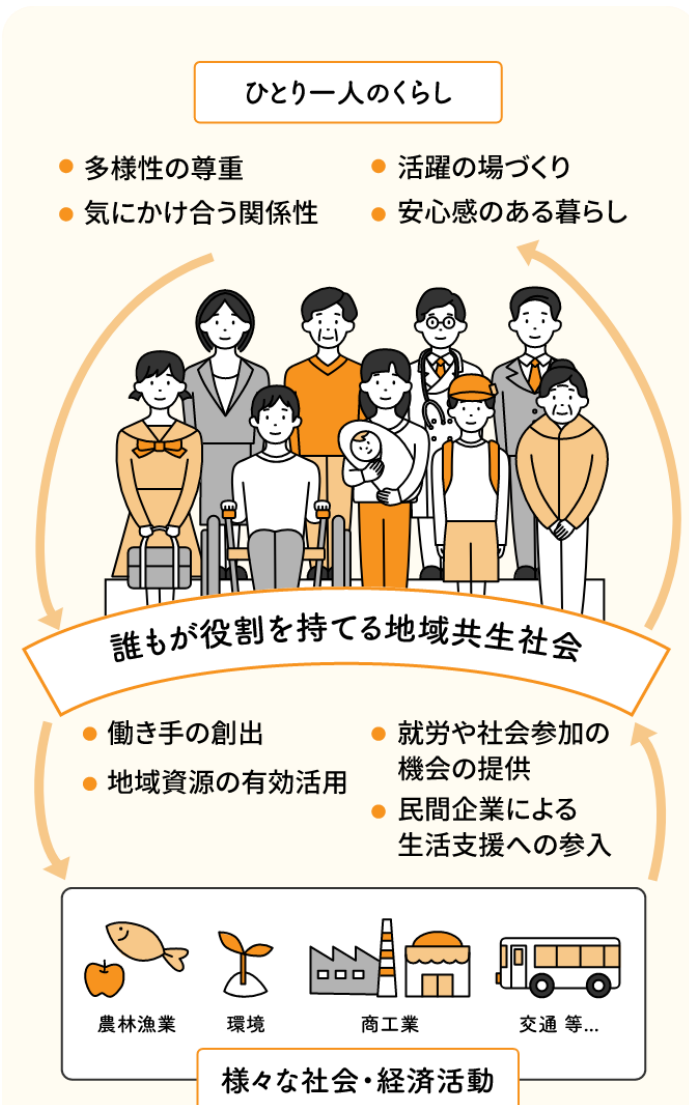 ひとり一人のくらし
多様性の尊重
気にかけ合う関係性
活躍の場づくり
安心感のある暮らし
誰もが役割を持てる地域共生社会
働き手の創出
地域資源の有効活用
就労や社会参加の
機会の提供
民間企業による
生活支援への参入
農林漁業
環境
商工業
交通 等...
様々な社会・経済活動